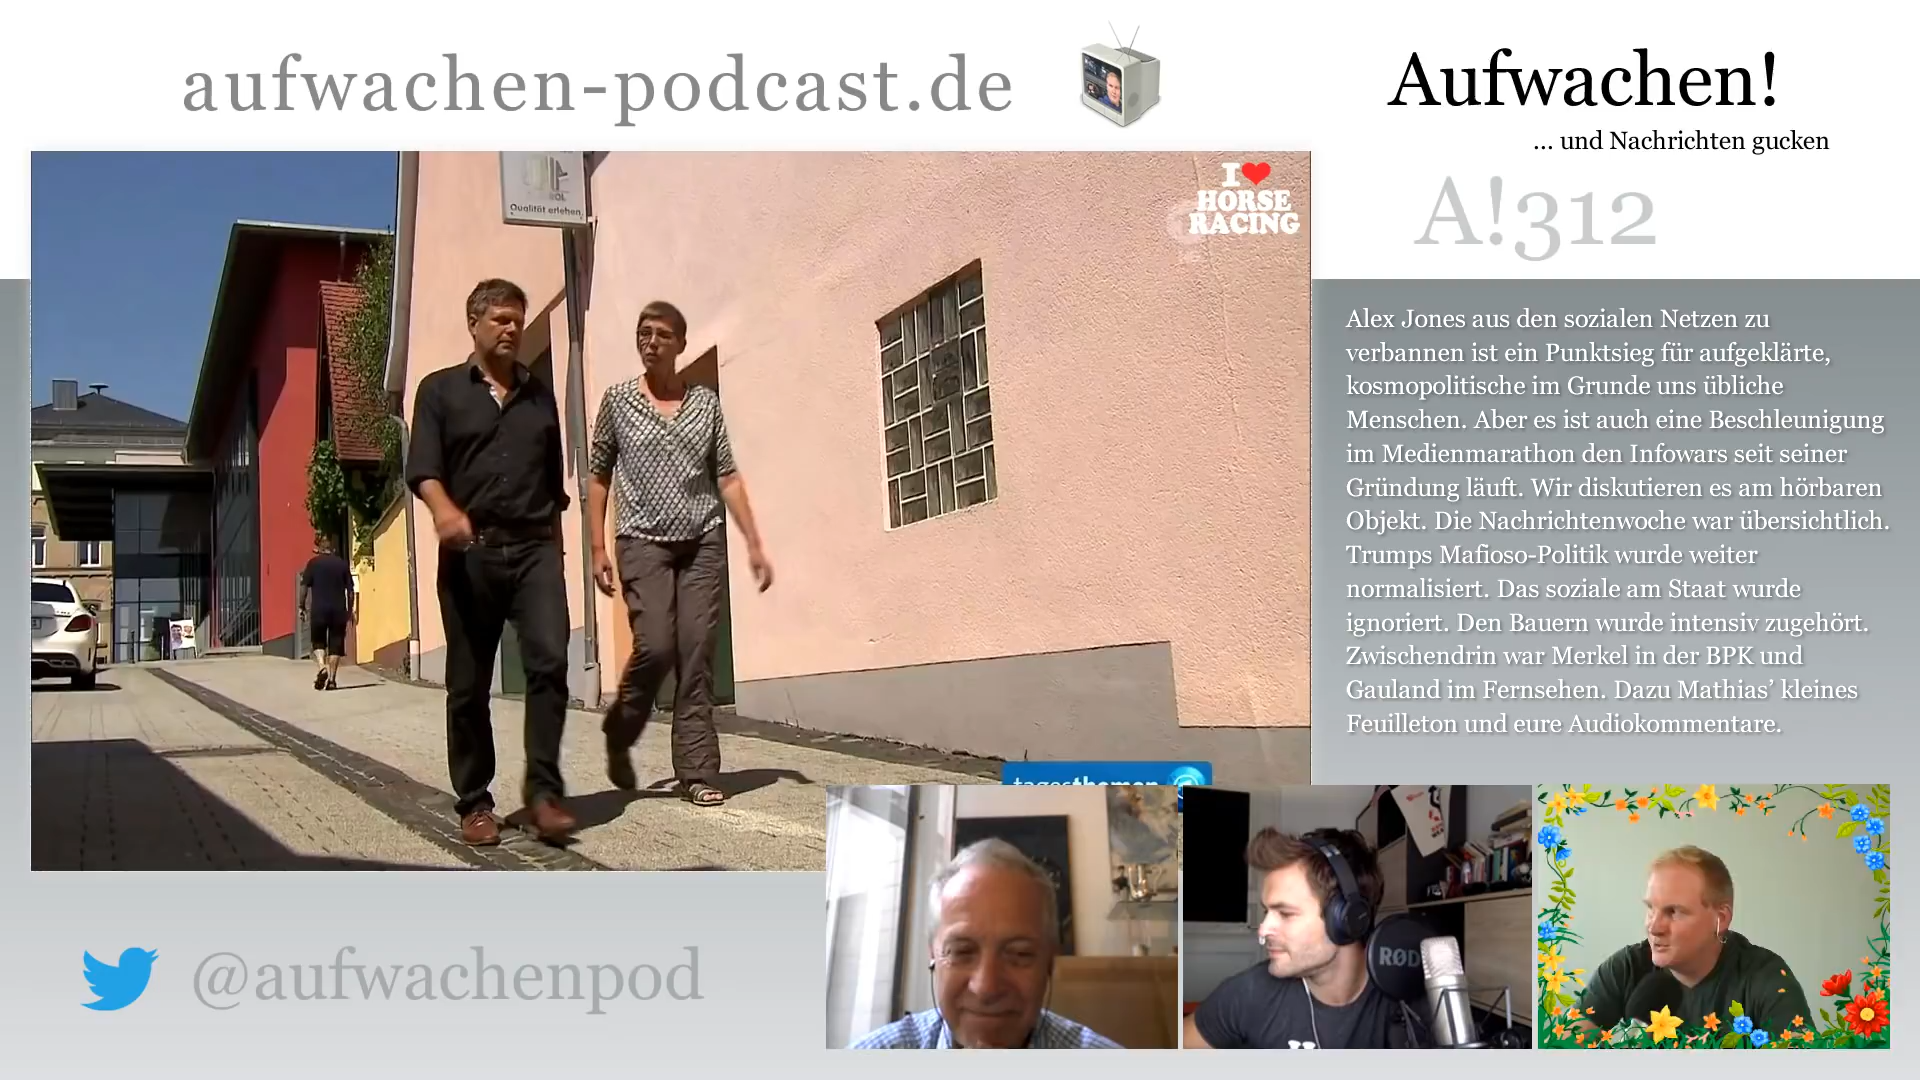 aufwachen-podcast.de
Aufwachen!
... und Nachrichten gucken
A!312
Qualität erleben
I
HORSE
RACING
Alex Jones aus den sozialen Netzen zu
verbannen ist ein Punktsieg für aufgeklärte,
kosmopolitische im Grunde uns übliche
Menschen. Aber es ist auch eine Beschleunigung
im Medienmarathon den Infowars seit seiner
Gründung läuft. Wir diskutieren es am hörbaren
Objekt. Die Nachrichtenwoche war übersichtlich.
Trumps Mafioso-Politik wurde weiter
normalisiert. Das soziale am Staat wurde
ignoriert. Den Bauern wurde intensiv zugehört.
Zwischendrin war Merkel in der BPK und
Gauland im Fernsehen. Dazu Mathias’ kleines
Feuilleton und eure Audiokommentare.
tagesthemen
RØDE
@aufwachenpod